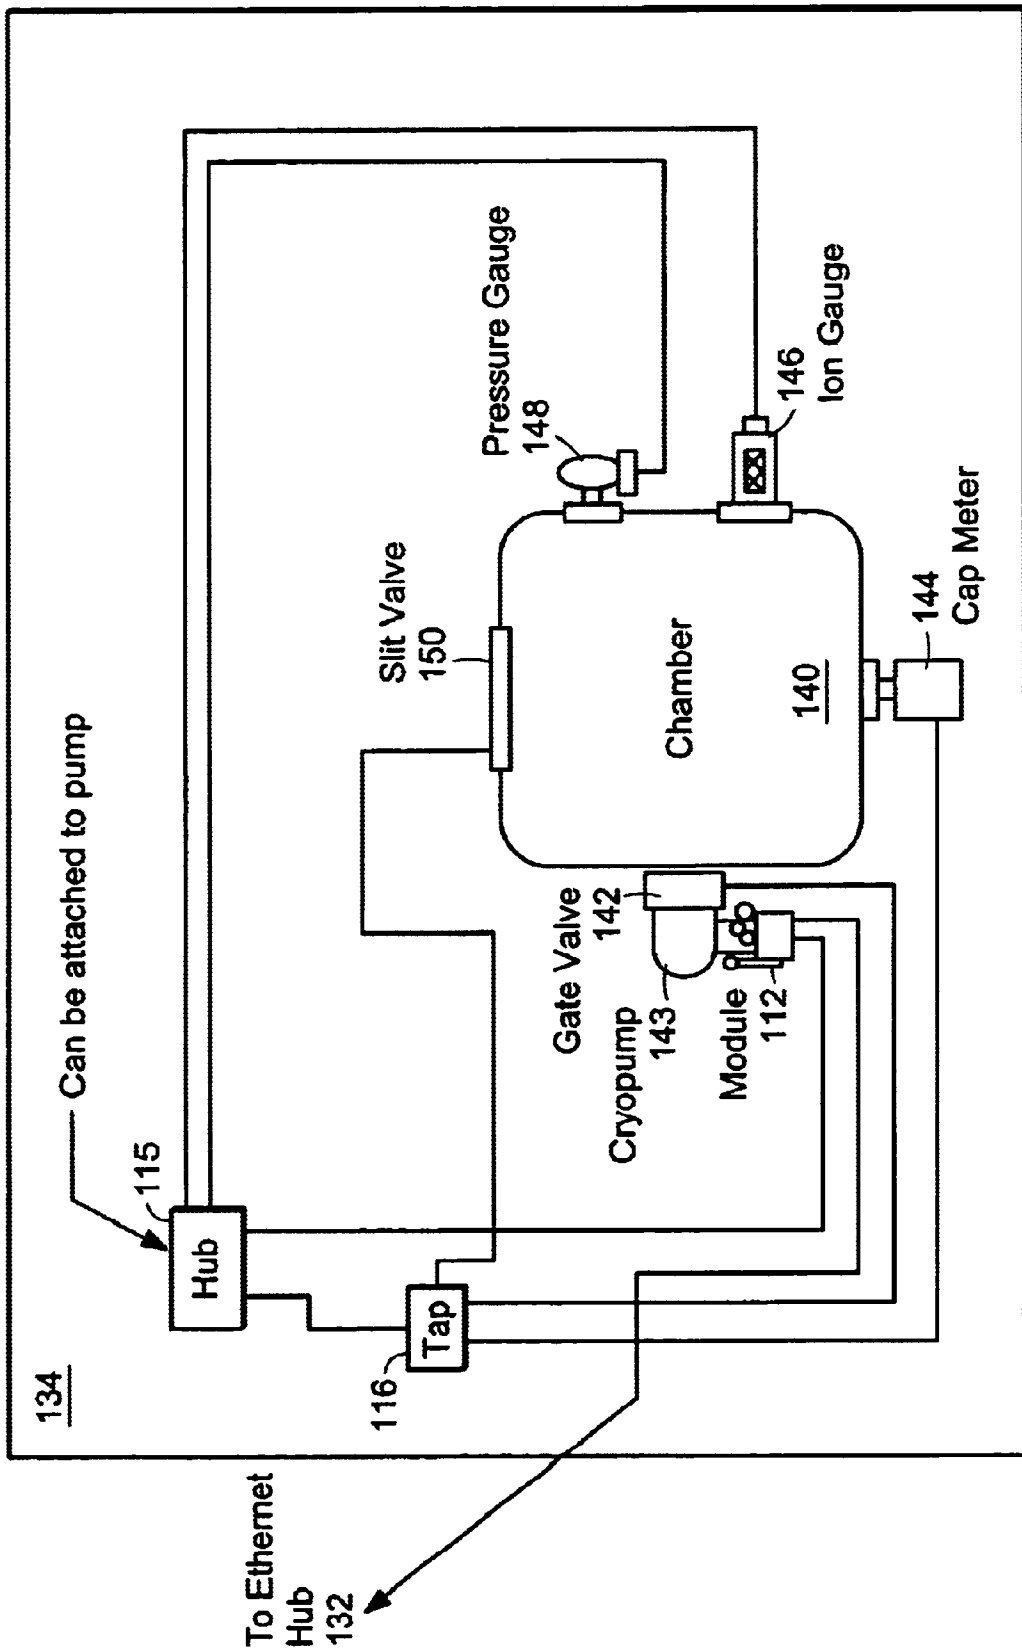 134
Can be attached to pump
115
Hub
116
Tap
To Ethernet
Hub
132
Slit Valve
150
Pressure Gauge
148
Gate Valve
142
Cryopump
143
Module
112
Chamber
140
146
Ion Gauge
144
Cap Meter